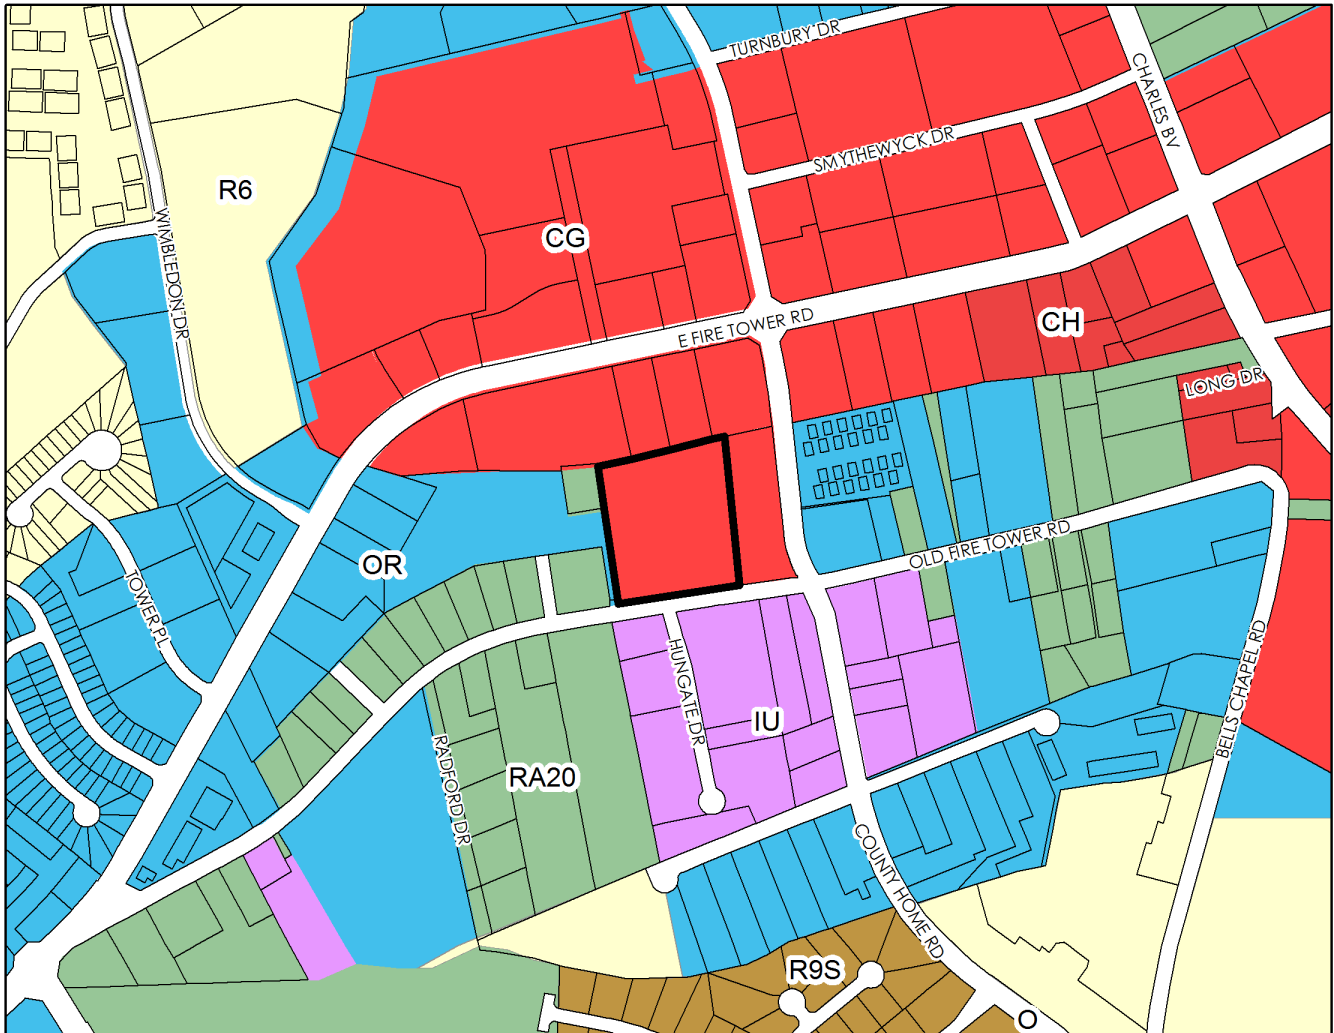 TURNBURY DR
CHARLES BV
SMYTHEWYCK DR
R6
WIMBLEDON DR
CG
E FIRE TOWER RD
CH
LONG DR
OLD FIRE TOWER RD
OR
TOWER PL
HUNGATE DR
BELLS CHAPEL RD
IU
RADFORD DR
RA20
COUNTY HOME RD
R9S
O